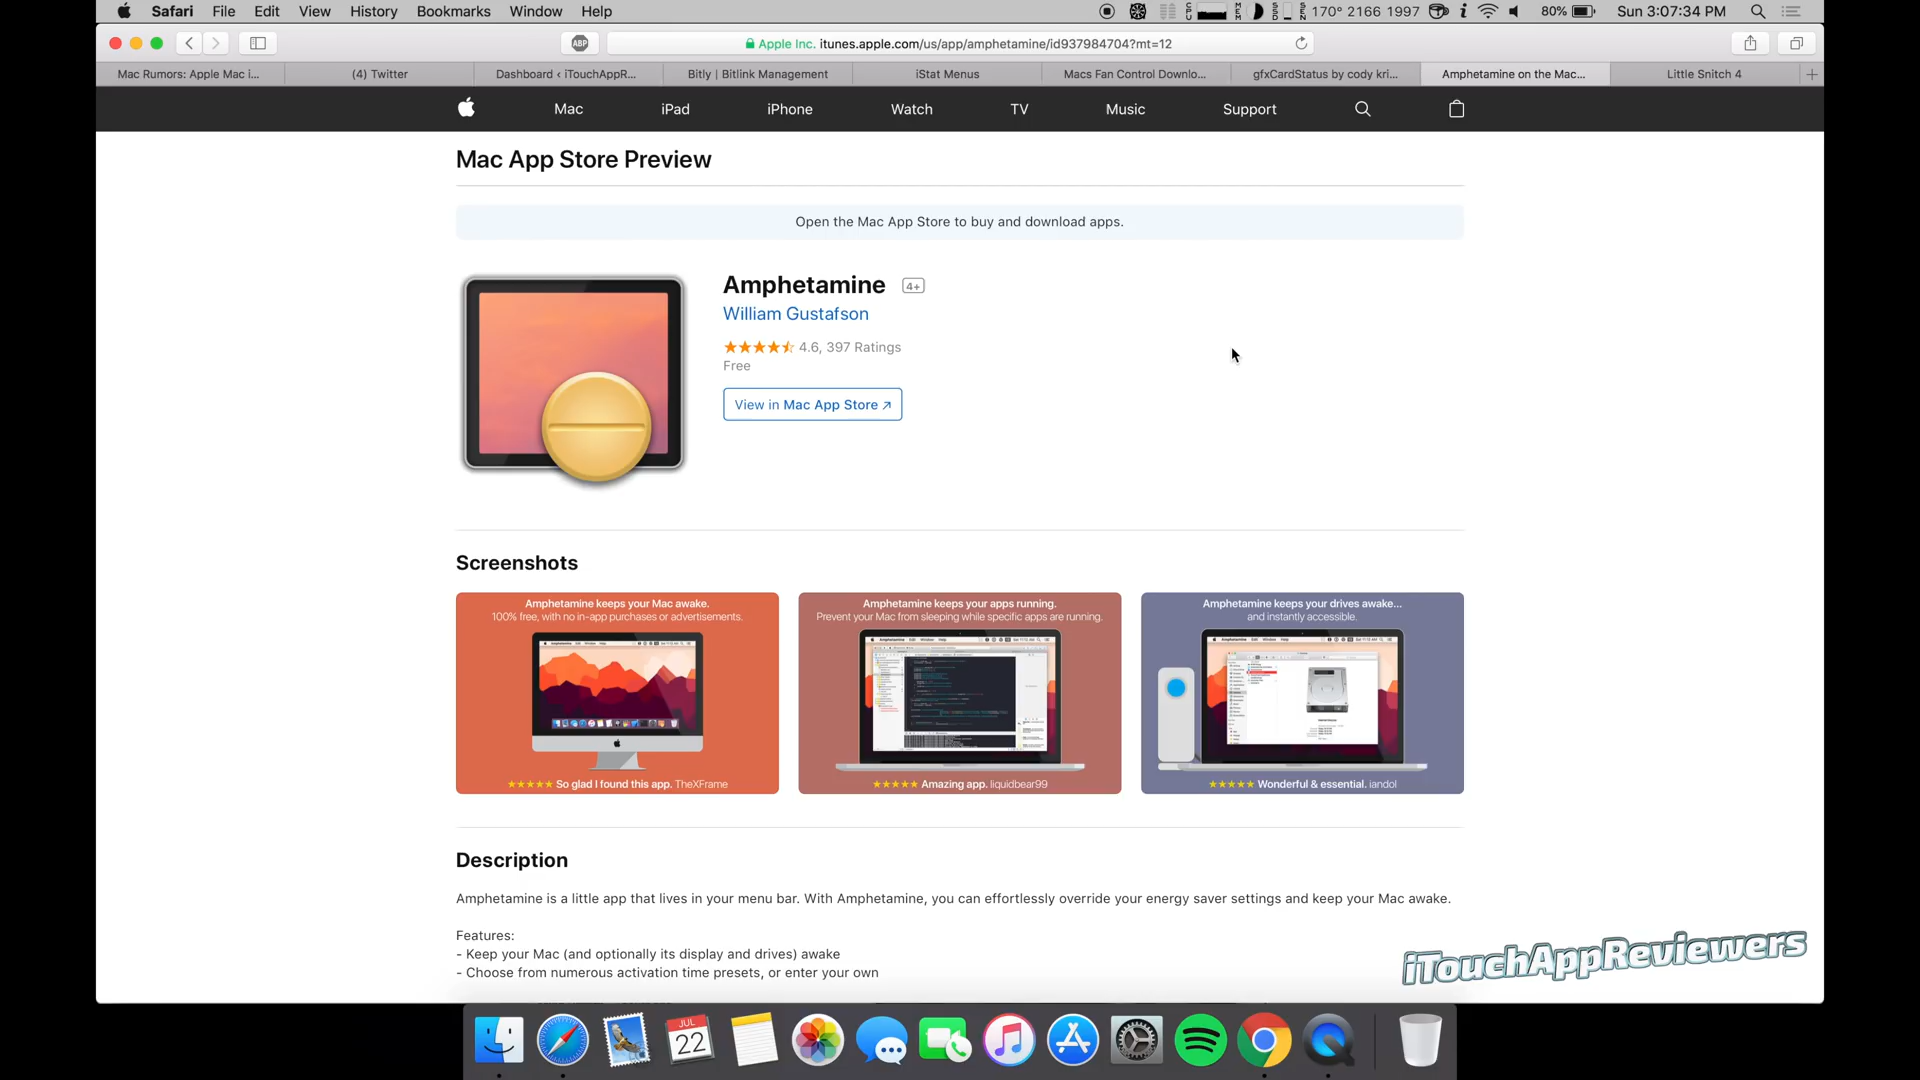 Safari File Edit View History Bookmarks Window Help
170° 2166 1997 80% Sun 3:07:34 PM
ABP
Apple Inc. itunes.apple.com/us/app/amphetamine/id937984704?mt=12
Mac Rumors: Apple Mac i... (4) Twitter Dashboard ‹ iTouchAppR... Bitly | Bitlink Management iStat Menus Macs Fan Control Downlo... gfxCardStatus by cody kri... Amphetamine on the Mac... Little Snitch 4
Mac iPad iPhone Watch TV Music Support
Mac App Store Preview
Open the Mac App Store to buy and download apps.
Amphetamine 4+
William Gustafson
★★★★ 4.6, 397 Ratings
Free
View in Mac App Store ↗
Screenshots
Amphetamine keeps your Mac awake.
100% free, with no in-app purchases or advertisements.
★★★★★ So glad I found this app. TheXFrame
Amphetamine keeps your apps running.
Prevent your Mac from sleeping while specific apps are running.
★★★★★ Amazing app. liquidbear99
Amphetamine keeps your drives awake...
and instantly accessible.
★★★★★ Wonderful & essential. iandol
Description
Amphetamine is a little app that lives in your menu bar. With Amphetamine, you can effortlessly override your energy saver settings and keep your Mac awake.
Features:
- Keep your Mac (and optionally its display and drives) awake
- Choose from numerous activation time presets, or enter your own
iTouchAppReviewers
JUL
22